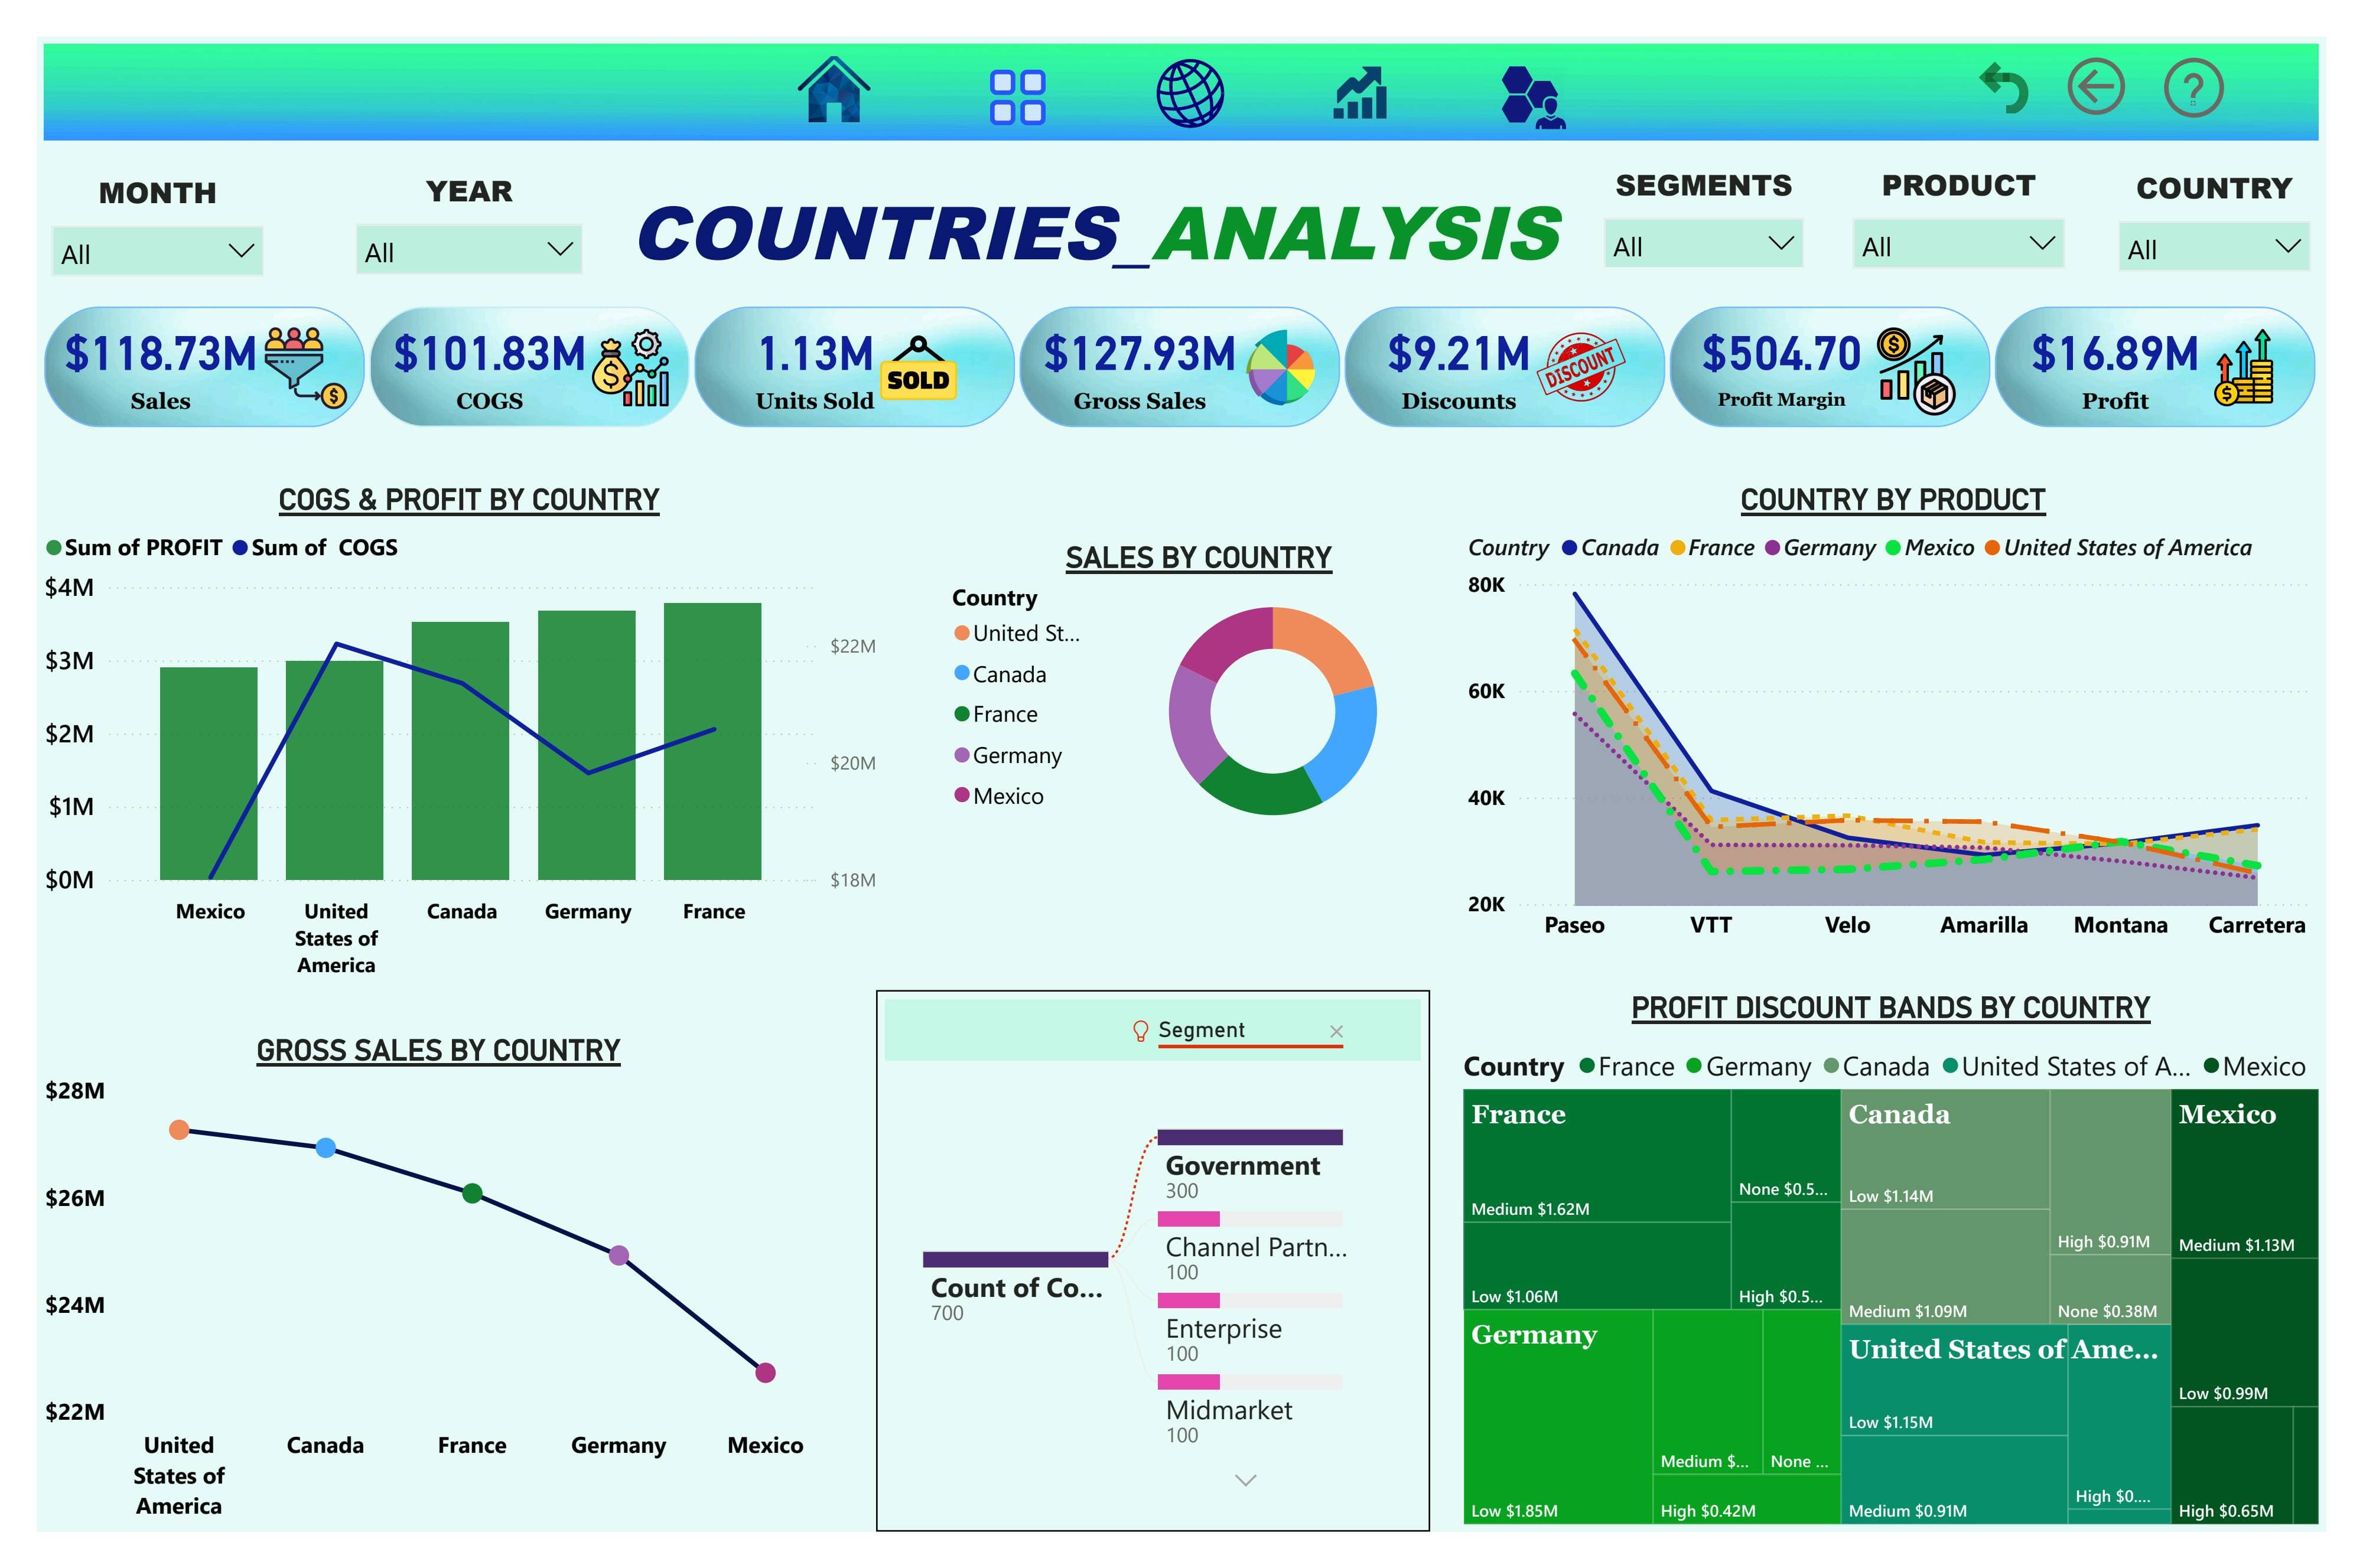 MONTH
All
YEAR
All
COUNTRIES_ANALYSIS
SEGMENTS
All
PRODUCT
All
COUNTRY
All
$118.73M
Sales
$101.83M
COGS
1.13M
Units Sold
SOLD
$127.93M
Gross Sales
$9.21M
Discounts
DISCOUNT
$504.70
Profit Margin
$16.89M
Profit
COGS & PROFIT BY COUNTRY
Sum of PROFIT Sum of COGS
$4M
$3M
$2M
$1M
$0M
$22M
$20M
$18M
Mexico
United
States of
America
Canada
Germany
France
SALES BY COUNTRY
Country
United St...
Canada
France
Germany
Mexico
COUNTRY BY PRODUCT
Country Canada France Germany Mexico United States of America
80K
60K
40K
20K
Paseo VTT Velo Amarilla Montana Carretera
GROSS SALES BY COUNTRY
$28M
$26M
$24M
$22M
United
States of
America
Canada
France
Germany
Mexico
Segment
Count of Co...
700
Government
300
Channel Partn...
100
Enterprise
100
Midmarket
100
PROFIT DISCOUNT BANDS BY COUNTRY
Country France Germany Canada United States of A... Mexico
France
Medium $1.62M
None $0.5...
Low $1.06M
High $0.5...
Germany
Low $1.85M
Medium $...
None ...
High $0.42M
Canada
Low $1.14M
High $0.91M
Medium $1.09M
None $0.38M
United States of Ame...
Low $1.15M
Medium $0.91M
High $0....
Mexico
Medium $1.13M
Low $0.99M
High $0.65M